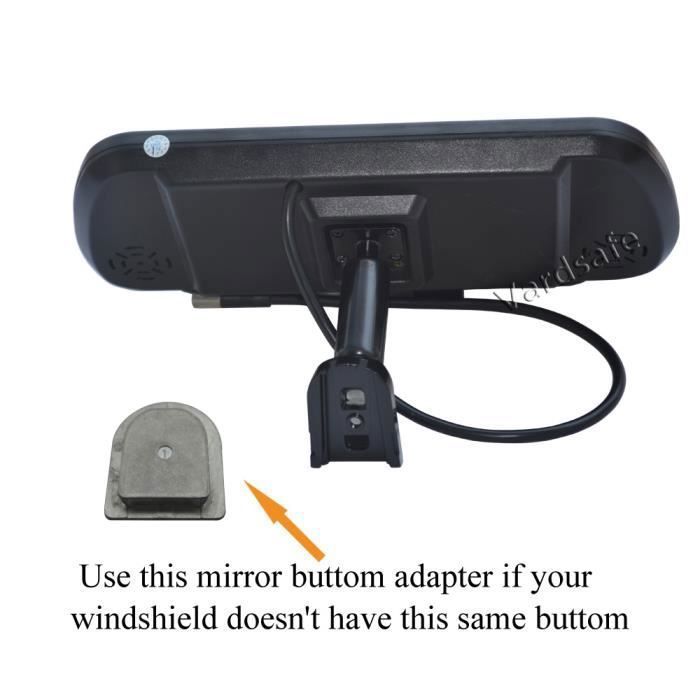 Vardsafe
Use this mirror buttom adapter if your
windshield doesn't have this same buttom